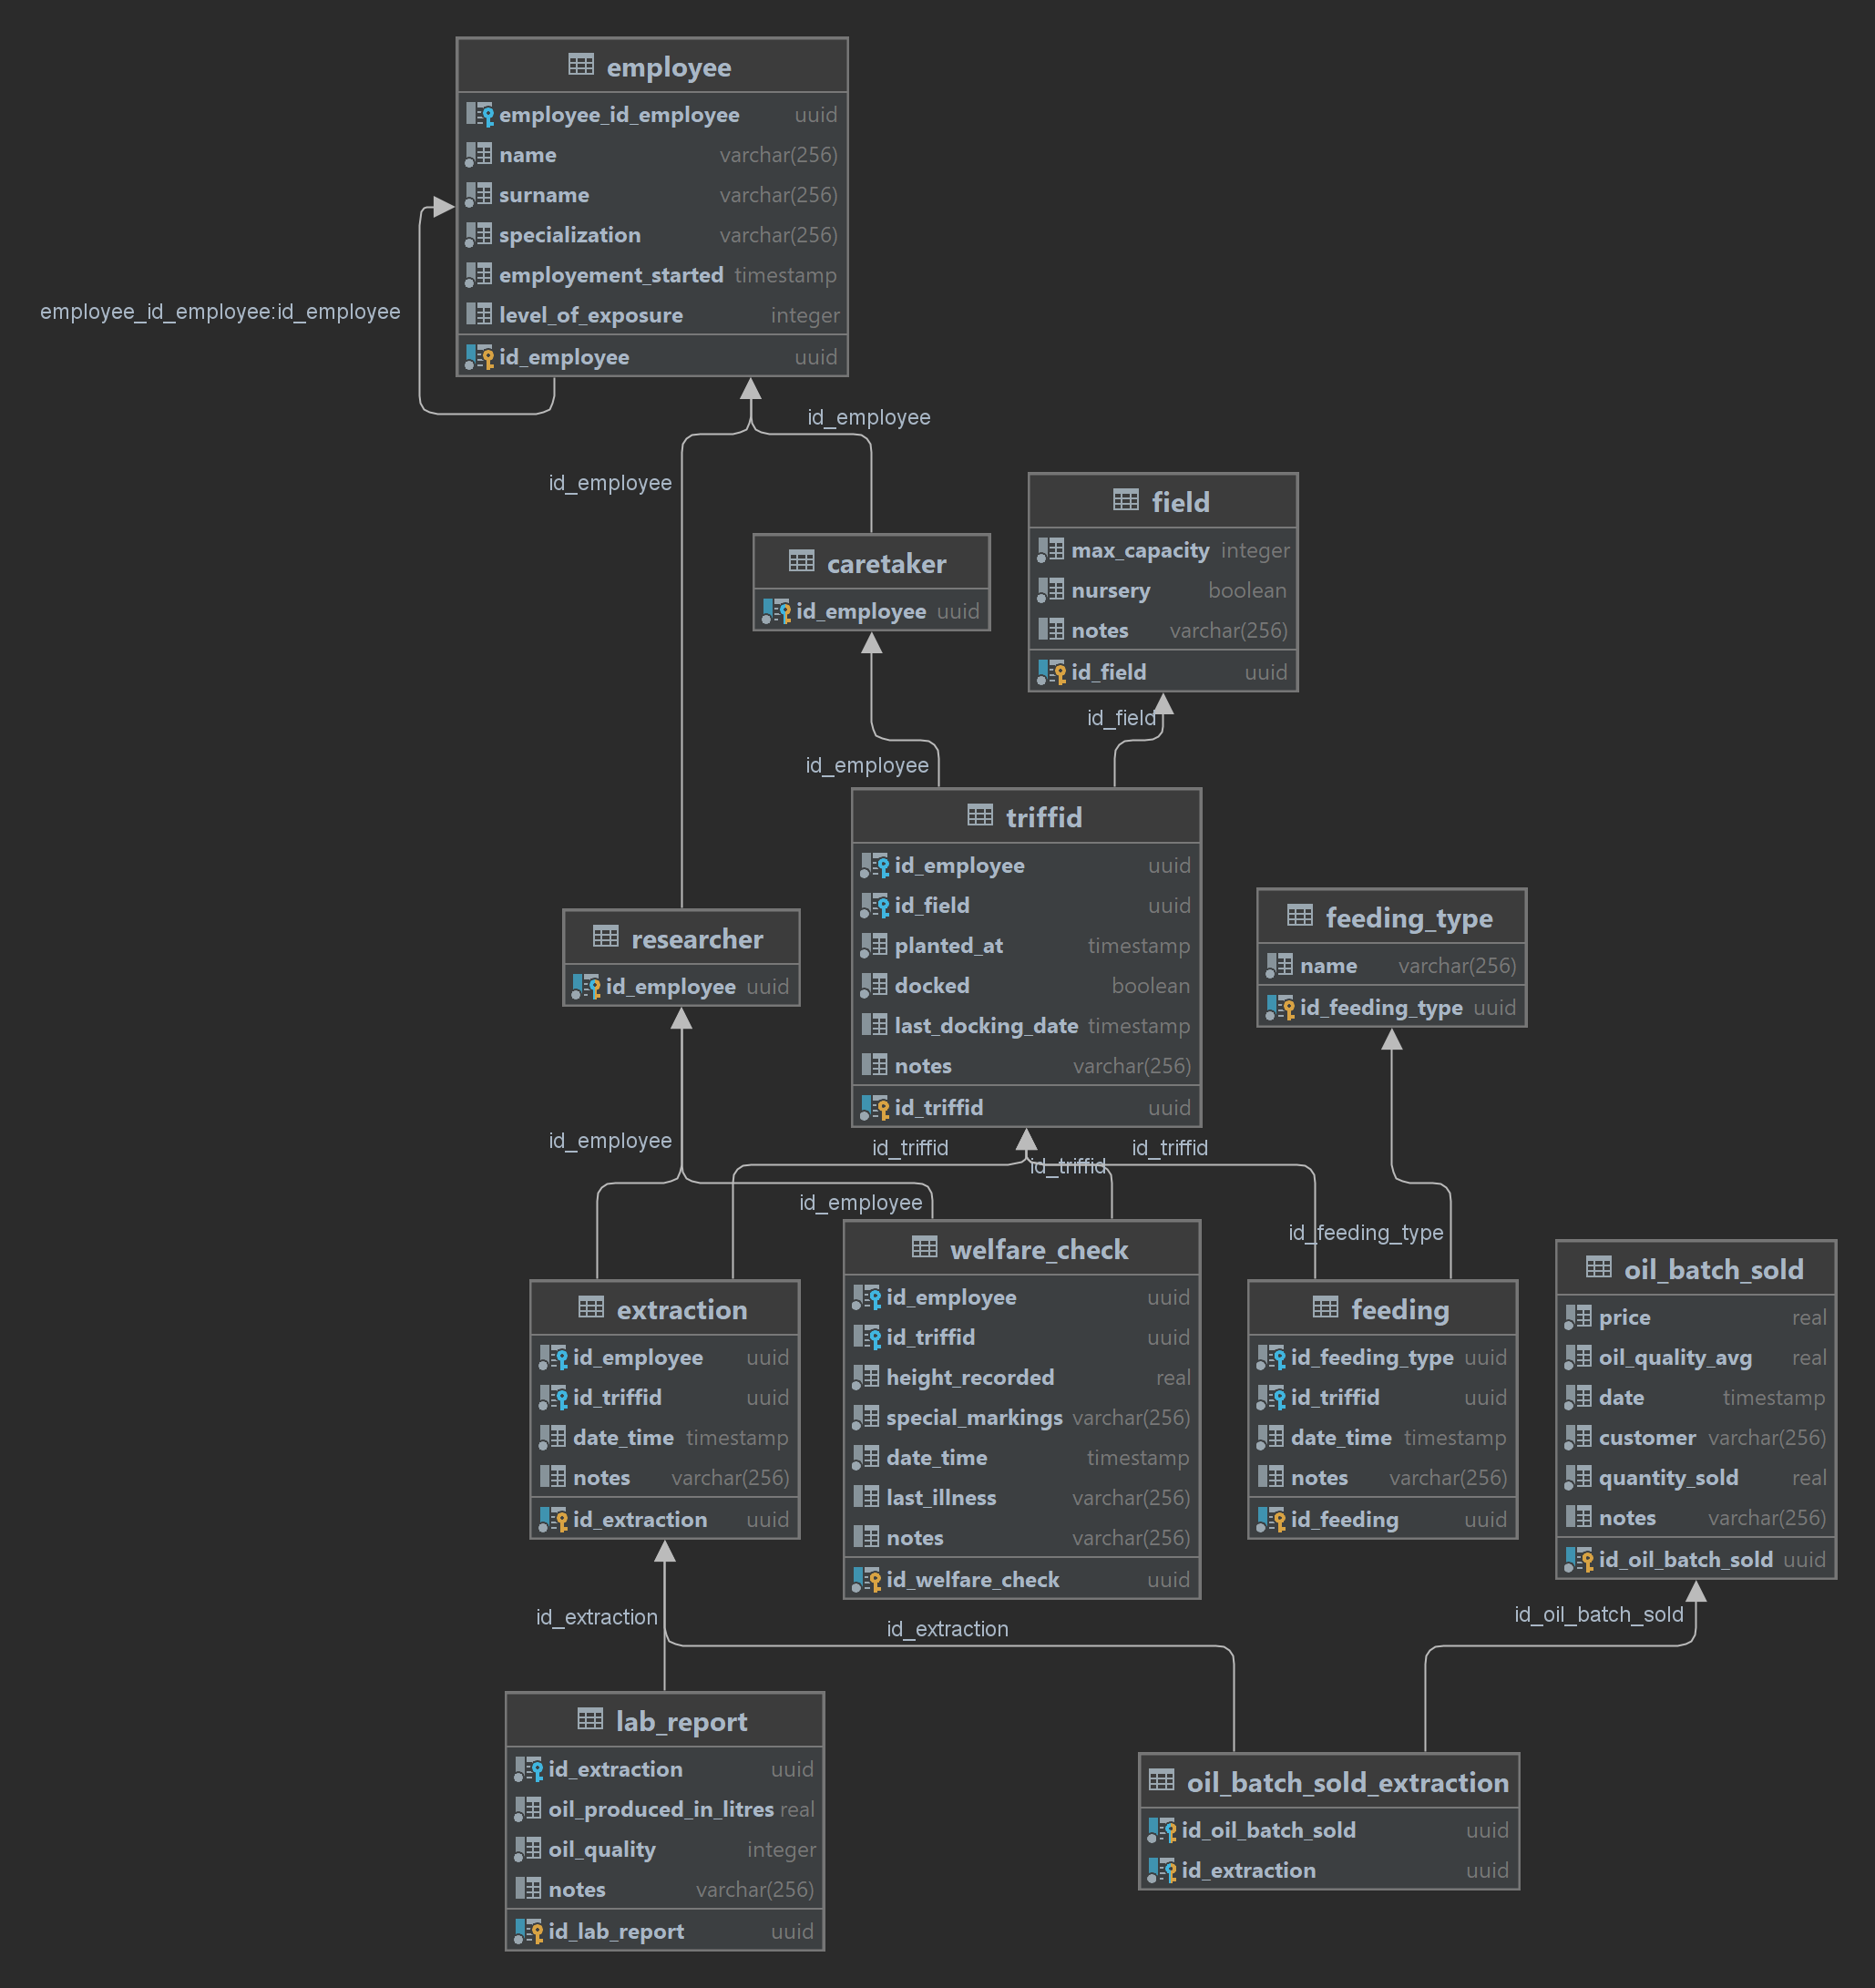 employee
employee_id_employee uuid
name varchar(256)
surname varchar(256)
specialization varchar(256)
employement_started timestamp
level_of_exposure integer
id_employee uuid
employee_id_employee:id_employee
id_employee
id_employee
field
max_capacity integer
nursery boolean
notes varchar(256)
id_field uuid
caretaker
id_employee uuid
id_field
id_employee
triffid
id_employee uuid
id_field uuid
planted_at timestamp
docked boolean
last_docking_date timestamp
notes varchar(256)
id_triffid uuid
researcher
id_employee uuid
feeding_type
name varchar(256)
id_feeding_type uuid
id_employee
id_triffid
id_triffid
id_triffid
id_employee
id_feeding_type
extraction
id_employee uuid
id_triffid uuid
date_time timestamp
notes varchar(256)
id_extraction uuid
welfare_check
id_employee uuid
id_triffid uuid
height_recorded real
special_markings varchar(256)
date_time timestamp
last_illness varchar(256)
notes varchar(256)
id_welfare_check uuid
feeding
id_feeding_type uuid
id_triffid uuid
date_time timestamp
notes varchar(256)
id_feeding uuid
oil_batch_sold
price real
oil_quality_avg real
date timestamp
customer varchar(256)
quantity_sold real
notes varchar(256)
id_oil_batch_sold uuid
id_extraction
id_extraction
id_oil_batch_sold
lab_report
id_extraction uuid
oil_produced_in_litres real
oil_quality integer
notes varchar(256)
id_lab_report uuid
oil_batch_sold_extraction
id_oil_batch_sold uuid
id_extraction uuid